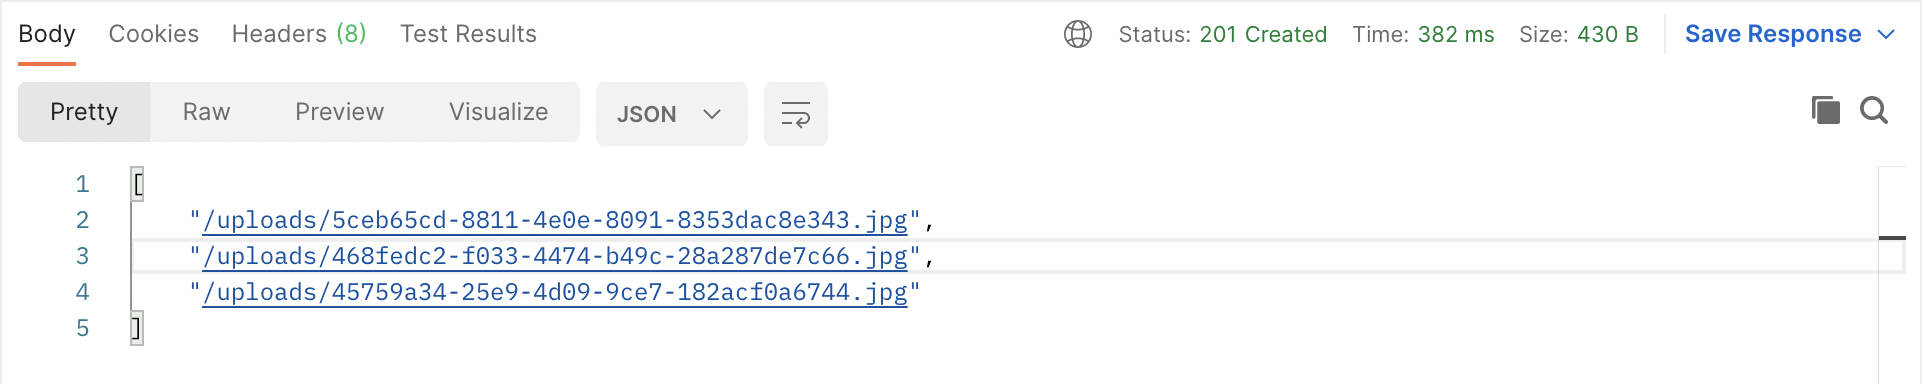 Body Cookies Headers (8) Test Results Status: 201 Created Time: 382 ms Size: 430 B Save Response
Pretty Raw Preview Visualize JSON
1 [
2 "/uploads/5ceb65cd-8811-4e0e-8091-8353dac8e343.jpg",
3 "/uploads/468fedc2-f033-4474-b49c-28a287de7c66.jpg",
4 "/uploads/45759a34-25e9-4d09-9ce7-182acf0a6744.jpg"
5 ]